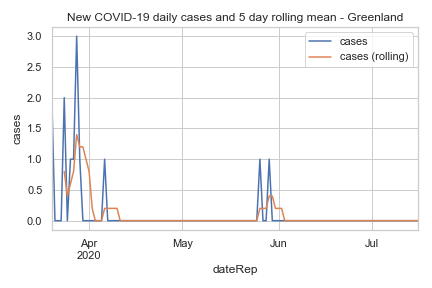 New COVID-19 daily cases and 5 day rolling mean - Greenland
cases
cases (rolling)
3.0
2.5
2.0
1.5
1.0
0.5
0.0
cases
Apr
2020
May
Jun
Jul
dateRep